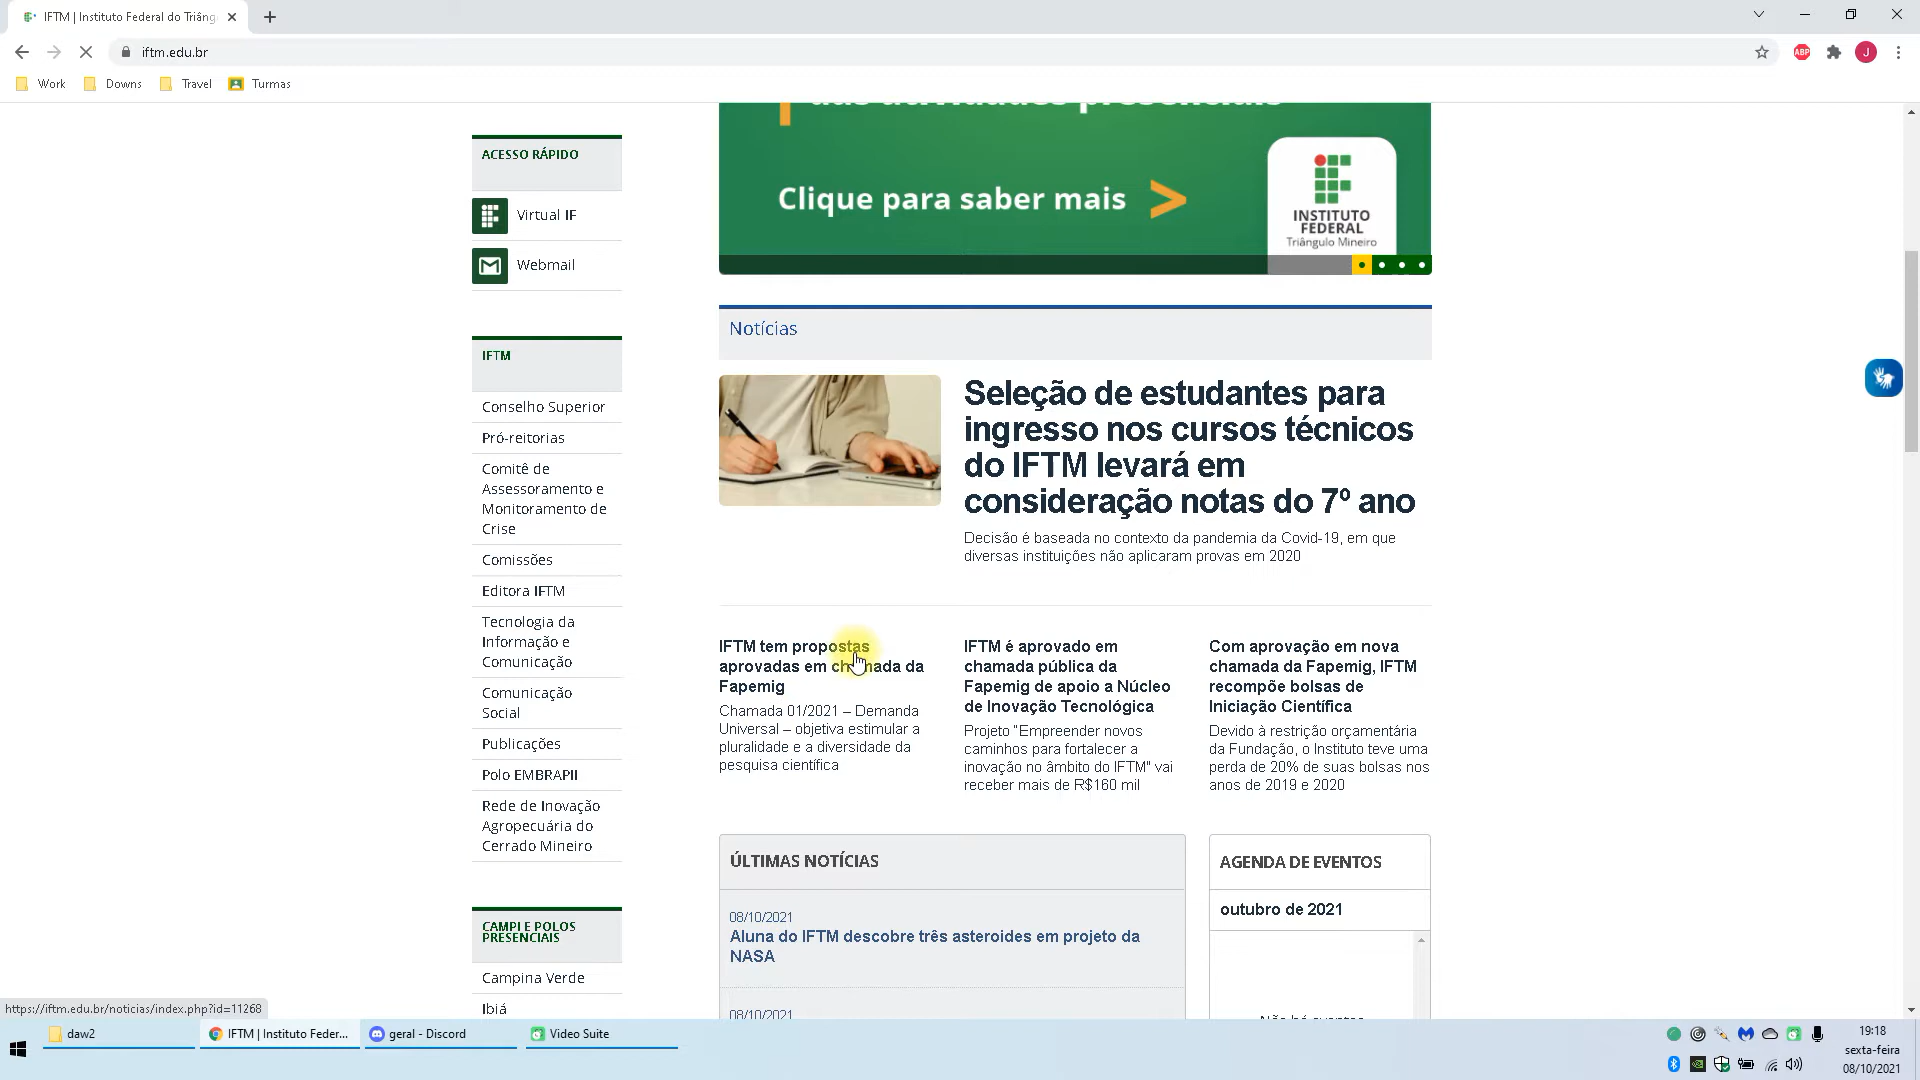 IFTM | Instituto Federal do Triâng
iftm.edu.br
ABP
J
Work
Downs
Travel
Turmas
das atividades presenciais
Clique para saber mais >
INSTITUTO
FEDERAL
Triângulo Mineiro
ACESSO RÁPIDO
Virtual IF
Webmail
IFTM
Conselho Superior
Pró-reitorias
Comitê de
Assessoramento e
Monitoramento de
Crise
Comissões
Editora IFTM
Tecnologia da
Informação e
Comunicação
Comunicação
Social
Publicações
Polo EMBRAPII
Rede de Inovação
Agropecuária do
Cerrado Mineiro
CAMPI E POLOS
PRESENCIAIS
Campina Verde
Ibiá
Notícias
Seleção de estudantes para
ingresso nos cursos técnicos
do IFTM levará em
consideração notas do 7º ano
Decisão é baseada no contexto da pandemia da Covid-19, em que
diversas instituições não aplicaram provas em 2020
IFTM tem propostas
aprovadas em chamada da
Fapemig
Chamada 01/2021 – Demanda
Universal – objetiva estimular a
pluralidade e a diversidade da
pesquisa científica
IFTM é aprovado em
chamada pública da
Fapemig de apoio a Núcleo
de Inovação Tecnológica
Projeto “Empreender novos
caminhos para fortalecer a
inovação no âmbito do IFTM” vai
receber mais de R$160 mil
Com aprovação em nova
chamada da Fapemig, IFTM
recompõe bolsas de
Iniciação Científica
Devido à restrição orçamentária
da Fundação, o Instituto teve uma
perda de 20% de suas bolsas nos
anos de 2019 e 2020
ÚLTIMAS NOTÍCIAS
08/10/2021
Aluna do IFTM descobre três asteroides em projeto da
NASA
08/10/2021
AGENDA DE EVENTOS
outubro de 2021
Não há eventos
https://iftm.edu.br/noticias/index.php?id=11268
daw2
IFTM | Instituto Feder...
geral - Discord
Video Suite
19:18
sexta-feira
08/10/2021